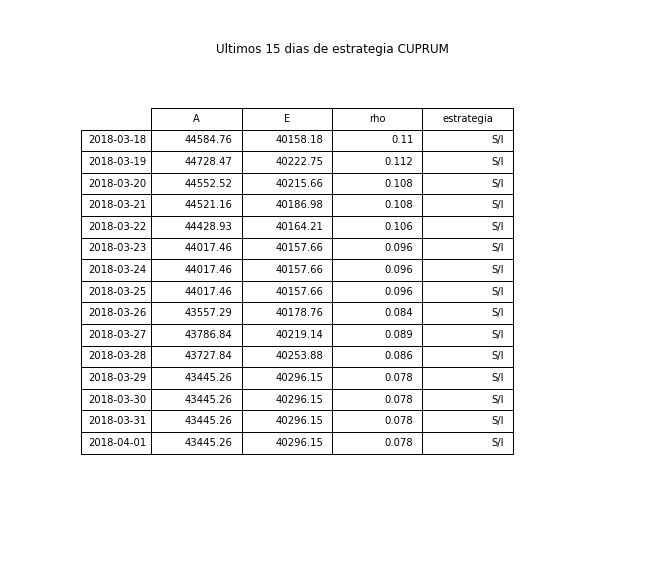 Ultimos 15 dias de estrategia CUPRUM
A E rho estrategia
2018-03-18 44584.76 40158.18 0.11 S/I
2018-03-19 44728.47 40222.75 0.112 S/I
2018-03-20 44552.52 40215.66 0.108 S/I
2018-03-21 44521.16 40186.98 0.108 S/I
2018-03-22 44428.93 40164.21 0.106 S/I
2018-03-23 44017.46 40157.66 0.096 S/I
2018-03-24 44017.46 40157.66 0.096 S/I
2018-03-25 44017.46 40157.66 0.096 S/I
2018-03-26 43557.29 40178.76 0.084 S/I
2018-03-27 43786.84 40219.14 0.089 S/I
2018-03-28 43727.84 40253.88 0.086 S/I
2018-03-29 43445.26 40296.15 0.078 S/I
2018-03-30 43445.26 40296.15 0.078 S/I
2018-03-31 43445.26 40296.15 0.078 S/I
2018-04-01 43445.26 40296.15 0.078 S/I